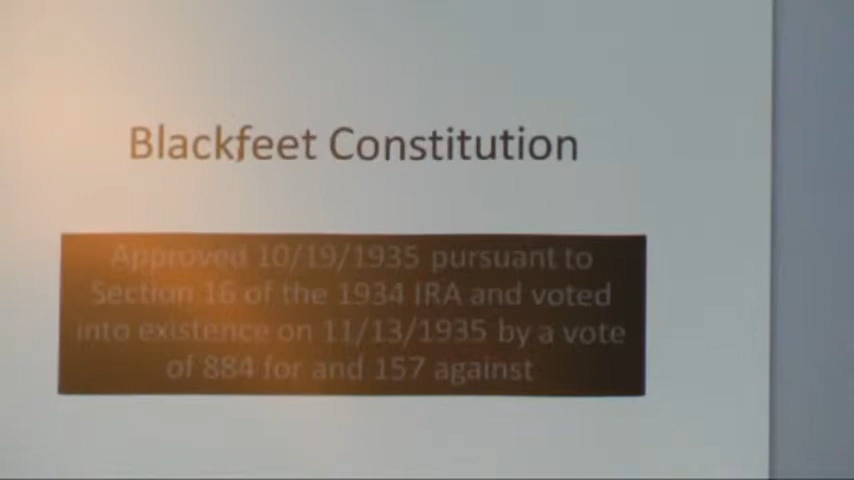 Blackfeet Constitution
Approved 10/19/1935 pursuant to
Section 16 of the 1934 IRA and voted
into existence on 11/13/1935 by a vote
of 884 for and 157 against